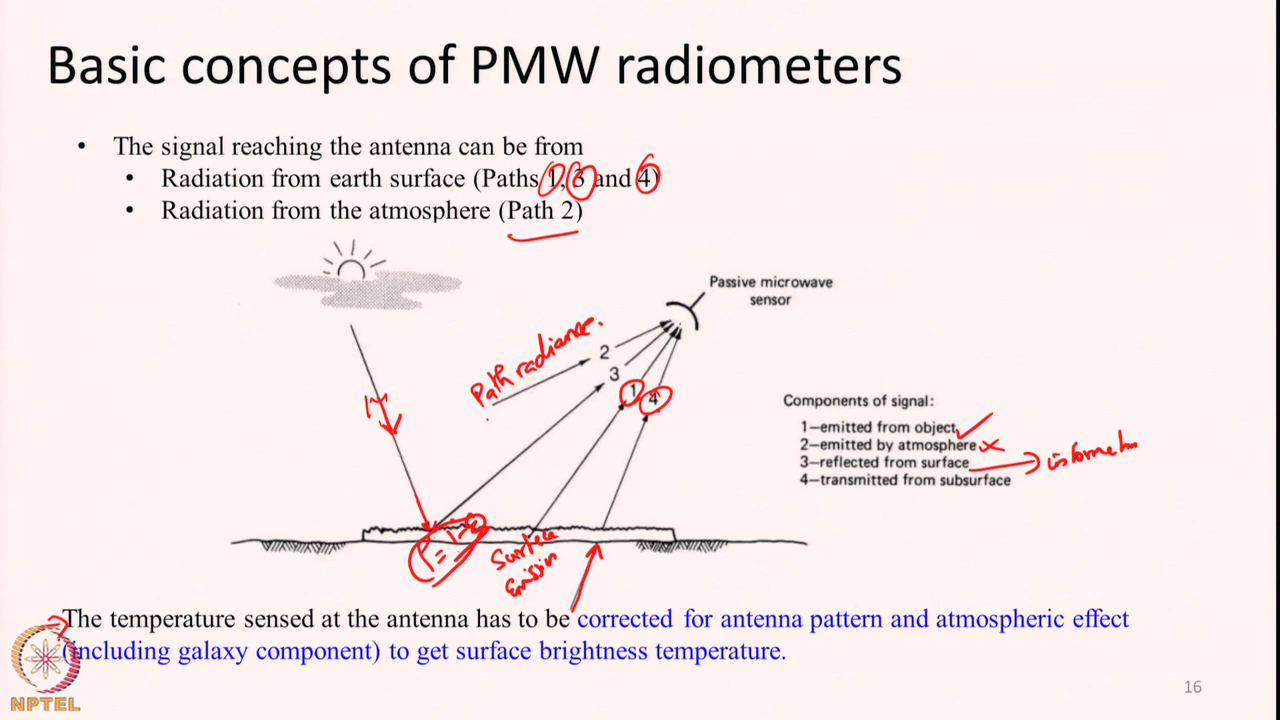 Basic concepts of PMW radiometers
• The signal reaching the antenna can be from
• Radiation from earth surface (Paths 1, 3 and 4)
• Radiation from the atmosphere (Path 2)
Passive microwave
sensor
Path radiance.
2
3
1
4
Components of signal:
1–emitted from object
2–emitted by atmosphere
3–reflected from surface
4–transmitted from subsurface
Surface
Emission
The temperature sensed at the antenna has to be corrected for antenna pattern and atmospheric effect
(including galaxy component) to get surface brightness temperature.
NPTEL
16